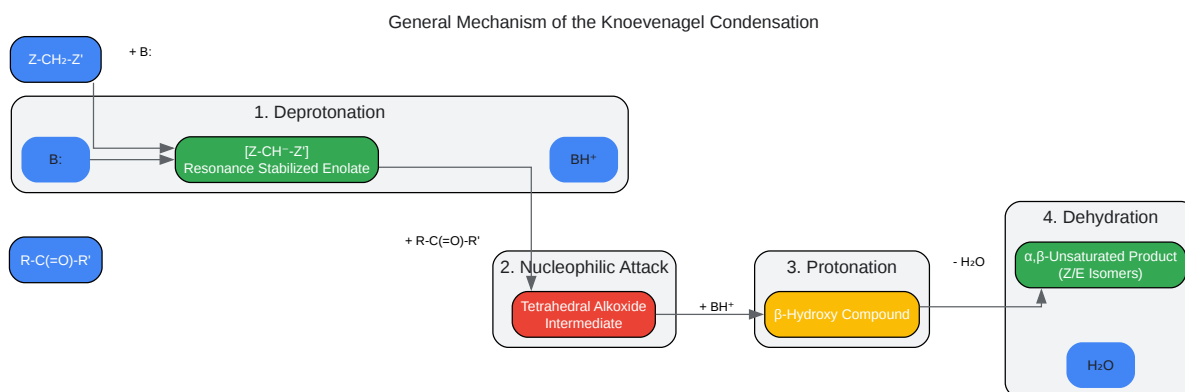 General Mechanism of the Knoevenagel Condensation
Z-CH₂-Z'
+ B:
1. Deprotonation
B:
[Z-CH⁻-Z']
Resonance Stabilized Enolate
BH⁺
R-C(=O)-R'
+ R-C(=O)-R'
2. Nucleophilic Attack
Tetrahedral Alkoxide
Intermediate
+ BH⁺
3. Protonation
β-Hydroxy Compound
- H₂O
4. Dehydration
α,β-Unsaturated Product
(Z/E Isomers)
H₂O